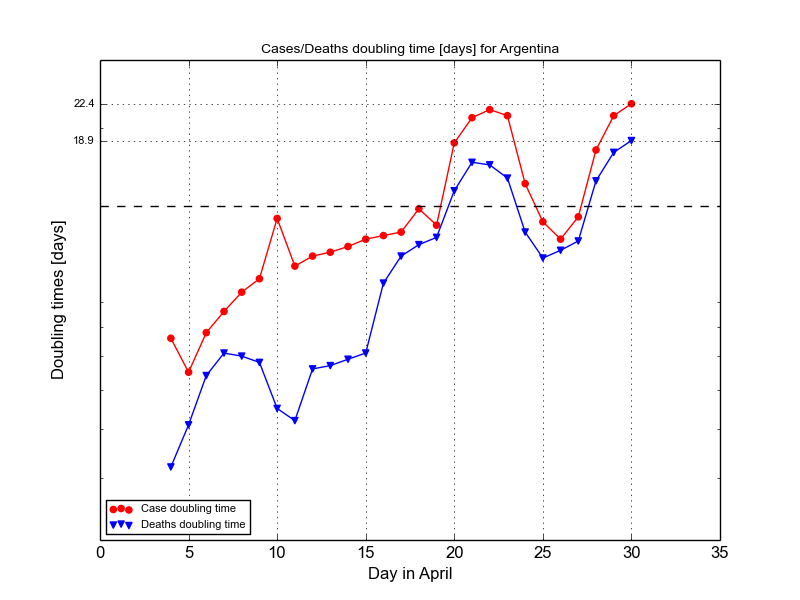 Cases/Deaths doubling time [days] for Argentina
22.4
18.9
Doubling times [days]
Case doubling time
Deaths doubling time
0 5 10 15 20 25 30 35
Day in April